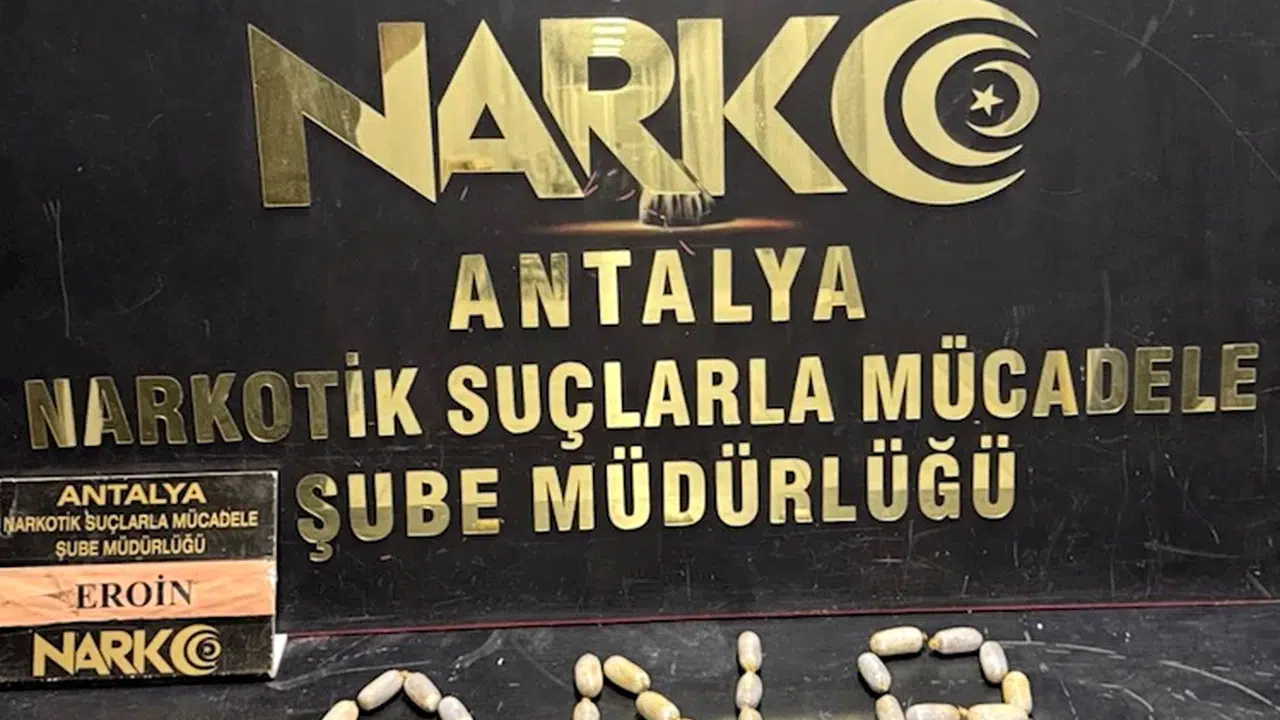 NARKO
ANTALYA
NARKOTİK SUÇLARLA MÜCADELE
ŞUBE MÜDÜRLÜĞÜ
ANTALYA
NARKOTİK SUÇLARLA MÜCADELE
ŞUBE MÜDÜRLÜĞÜ
EROİN
NARKO